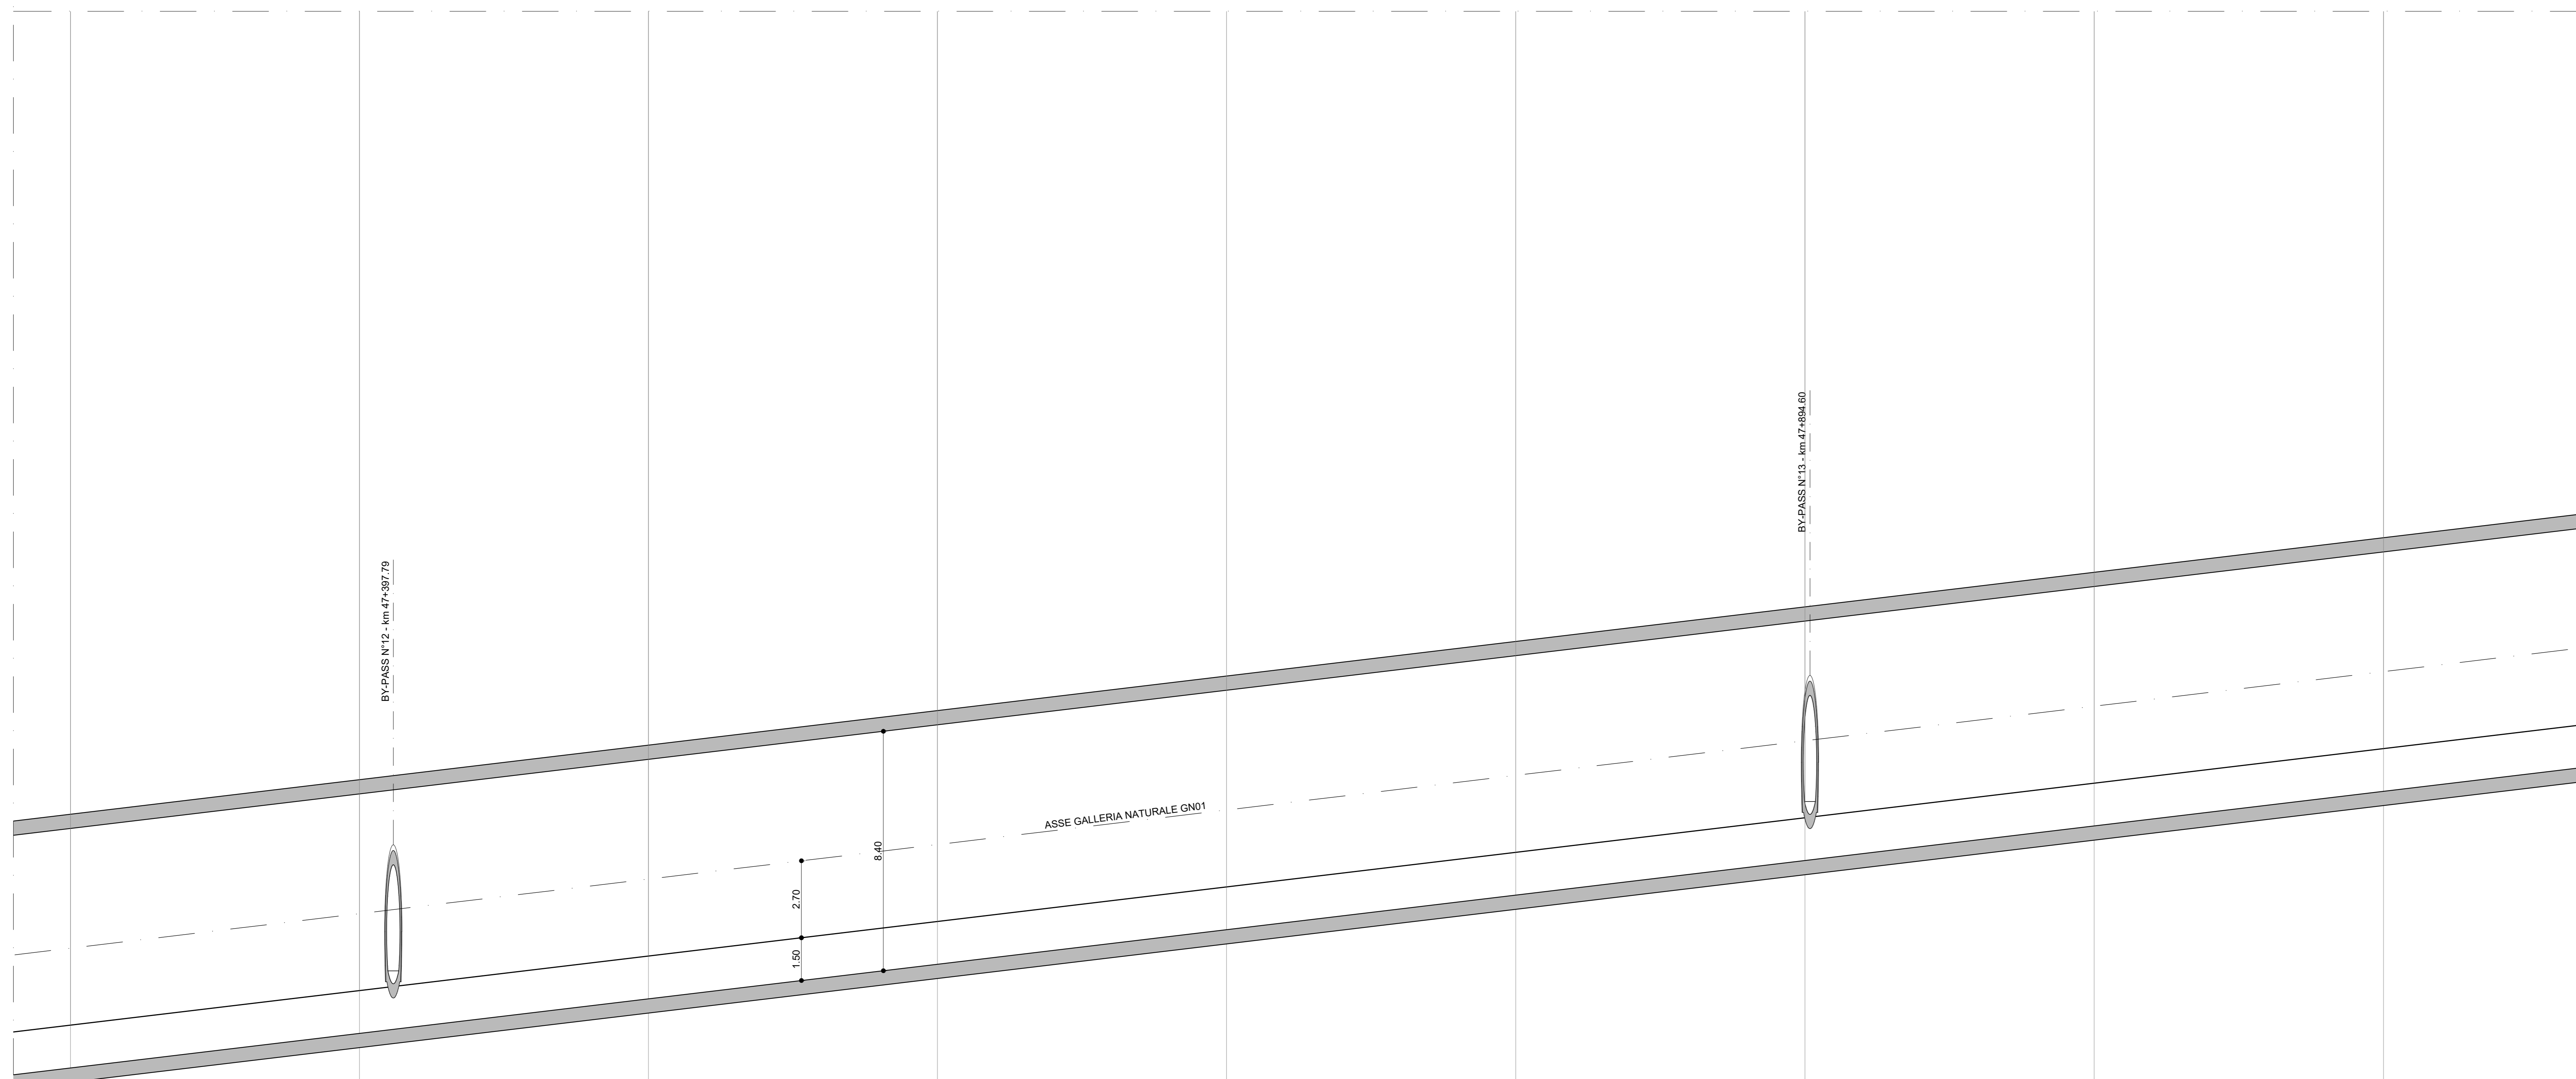 BY-PASS N°12 - km 47+397.79
BY-PASS N°13 - km 47+894.60
ASSE GALLERIA NATURALE GN01
8.40
2.70
1.50